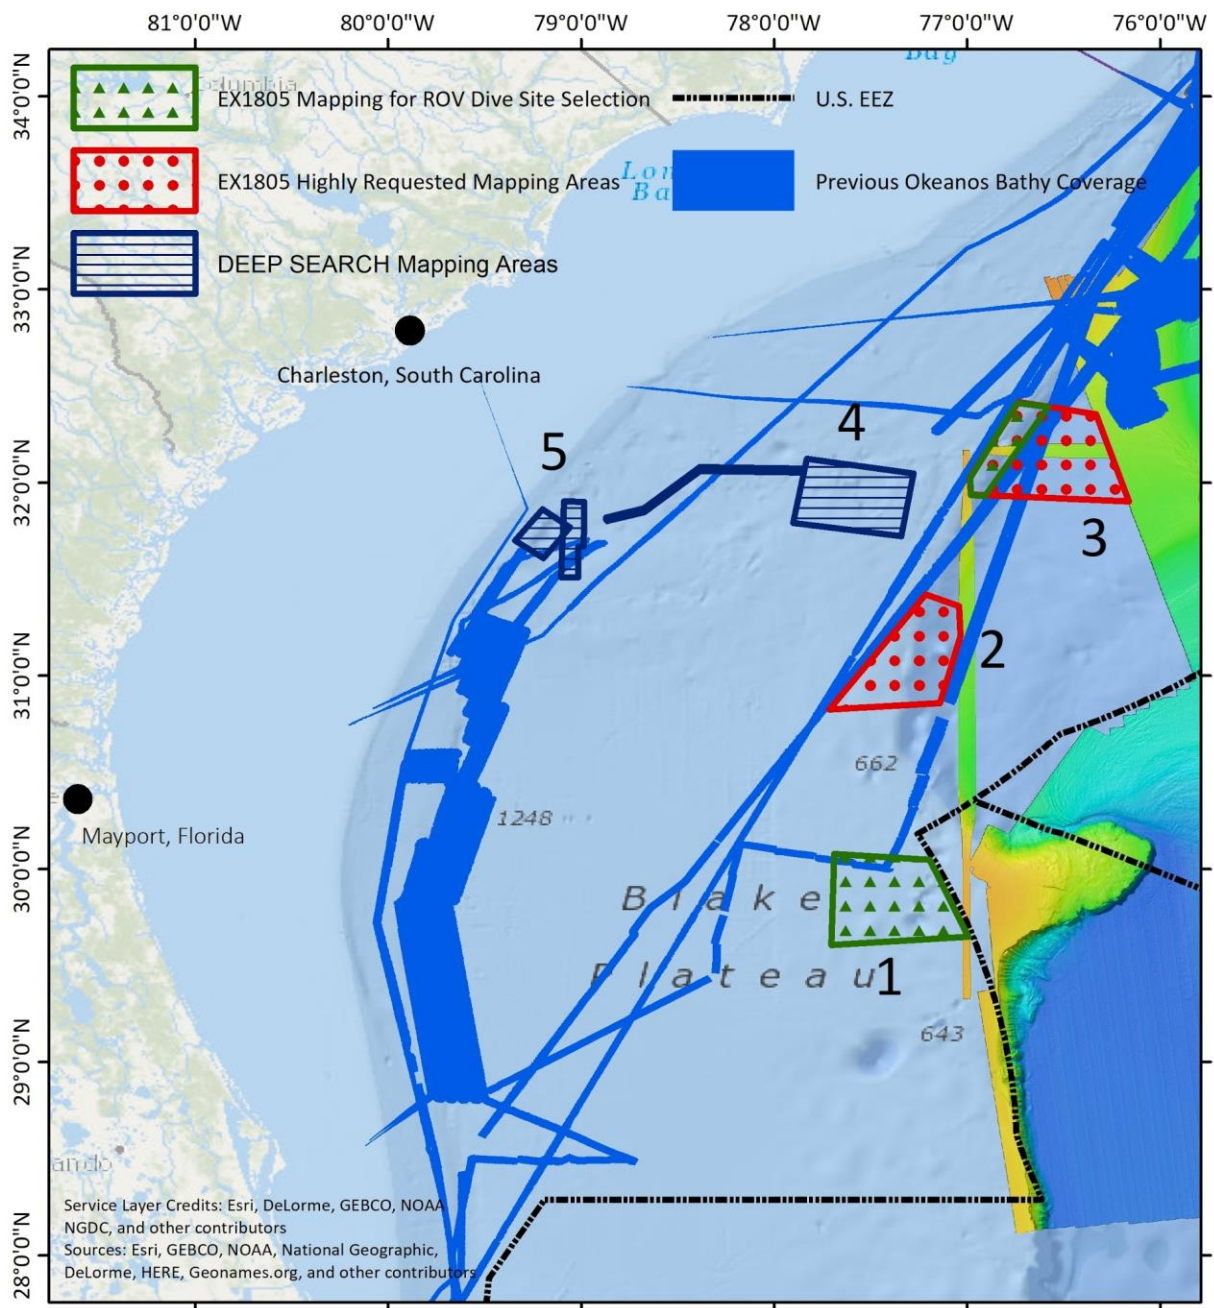 81°0'0"W 80°0'0"W 79°0'0"W 78°0'0"W 77°0'0"W 76°0'0"W
34°0'0"N
33°0'0"N
32°0'0"N
31°0'0"N
30°0'0"N
29°0'0"N
28°0'0"N
34°0'0"N
EX1805 Mapping for ROV Dive Site Selection
U.S. EEZ
EX1805 Highly Requested Mapping Areas
Previous Okeanos Bathy Coverage
DEEP SEARCH Mapping Areas
Bay
Charleston, South Carolina
4
5
3
2
662
1248
Mayport, Florida
Blake
Plateau
1
643
Service Layer Credits: Esri, DeLorme, GEBCO, NOAA
NGDC, and other contributors
Sources: Esri, GEBCO, NOAA, National Geographic,
DeLorme, HERE, Geonames.org, and other contributors